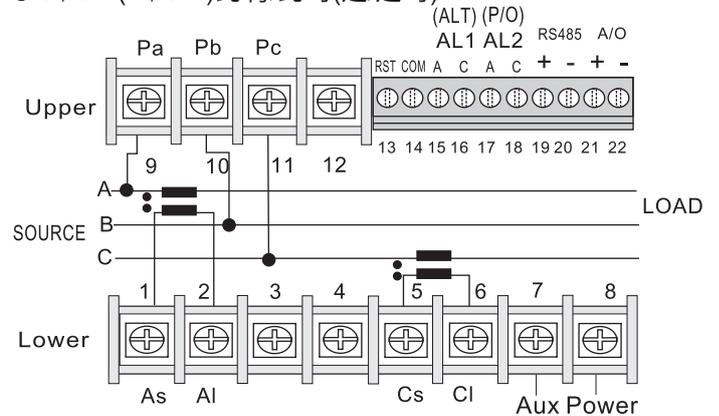 (ALT) (P/O)
Pa Pb Pc AL1 AL2 RS485 A/O
RST COM A C A C + - + -
Upper
9 10 11 12 13 14 15 16 17 18 19 20 21 22
A
LOAD
B
SOURCE
C
1 2 3 4 5 6 7 8
Lower
As Al Cs Cl Aux Power